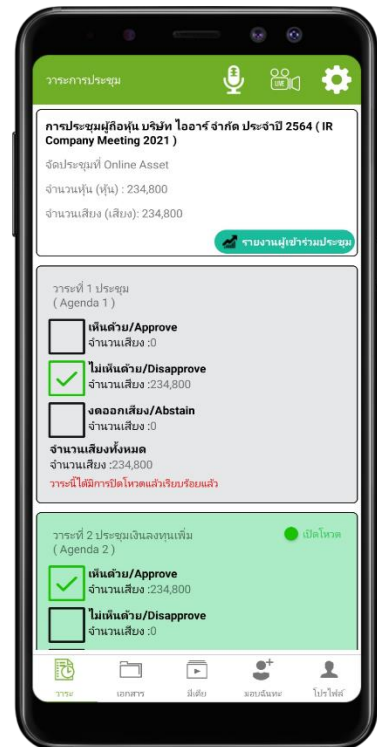 วาระการประชุม
LIVE
การประชุมผู้ถือหุ้น บริษัท ไออาร์ จำกัด ประจำปี 2564 ( IR
Company Meeting 2021 )
จัดประชุมที่ Online Asset
จำนวนหุ้น (หุ้น) : 234,800
จำนวนเสียง (เสียง): 234,800
รายงานผู้เข้าร่วมประชุม
วาระที่ 1 ประชุม
( Agenda 1 )
เห็นด้วย/Approve
จำนวนเสียง :0
ไม่เห็นด้วย/Disapprove
จำนวนเสียง :234,800
งดออกเสียง/Abstain
จำนวนเสียง :0
จำนวนเสียงทั้งหมด
จำนวนเสียง :234,800
วาระนี้ได้มีการปิดโหวตแล้วเรียบร้อยแล้ว
วาระที่ 2 ประชุมเงินลงทุนเพิ่ม
เปิดโหวต
( Agenda 2 )
เห็นด้วย/Approve
จำนวนเสียง :234,800
ไม่เห็นด้วย/Disapprove
จำนวนเสียง :0
วาระ
เอกสาร
มีเดีย
มอบฉันทะ
โปรไฟล์